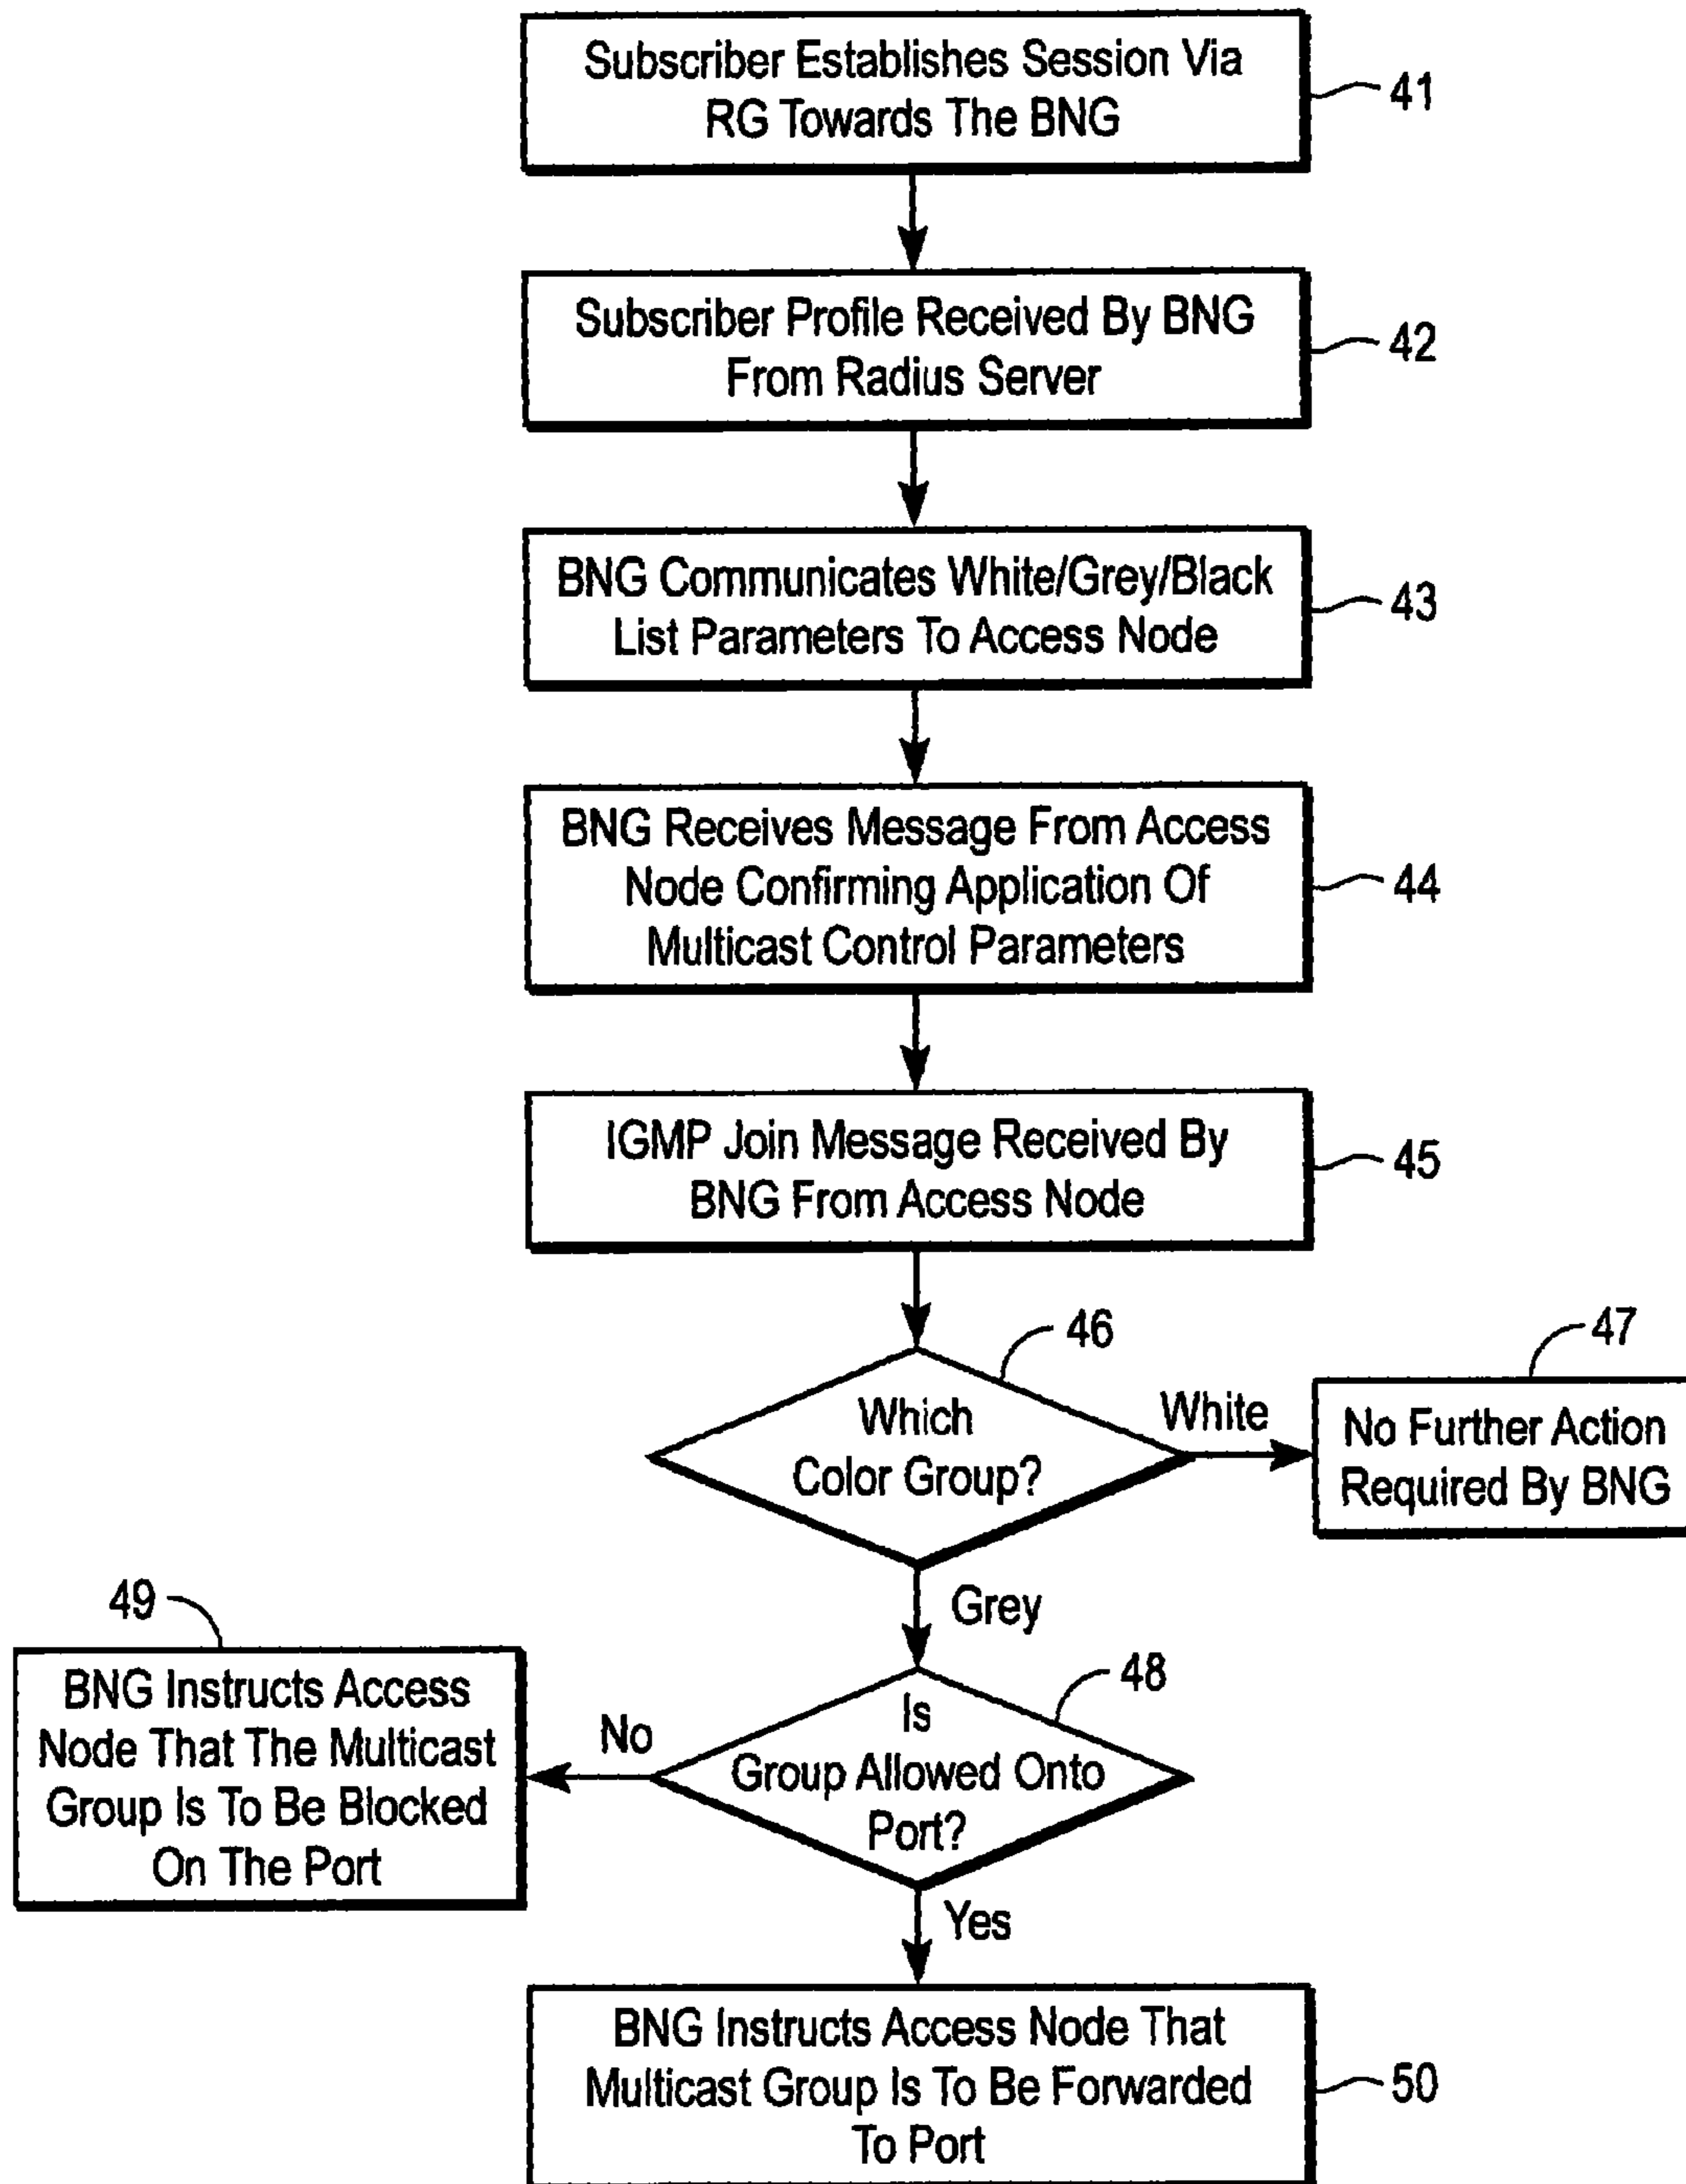 Subscriber Establishes Session Via
RG Towards The BNG
41
Subscriber Profile Received By BNG
From Radius Server
42
BNG Communicates White/Grey/Black
List Parameters To Access Node
43
BNG Receives Message From Access
Node Confirming Application Of
Multicast Control Parameters
44
IGMP Join Message Received By
BNG From Access Node
45
46
Which
Color Group?
White
47
No Further Action
Required By BNG
Grey
48
Is
Group Allowed Onto
Port?
No
49
BNG Instructs Access
Node That The Multicast
Group Is To Be Blocked
On The Port
Yes
BNG Instructs Access Node That
Multicast Group Is To Be Forwarded
To Port
50